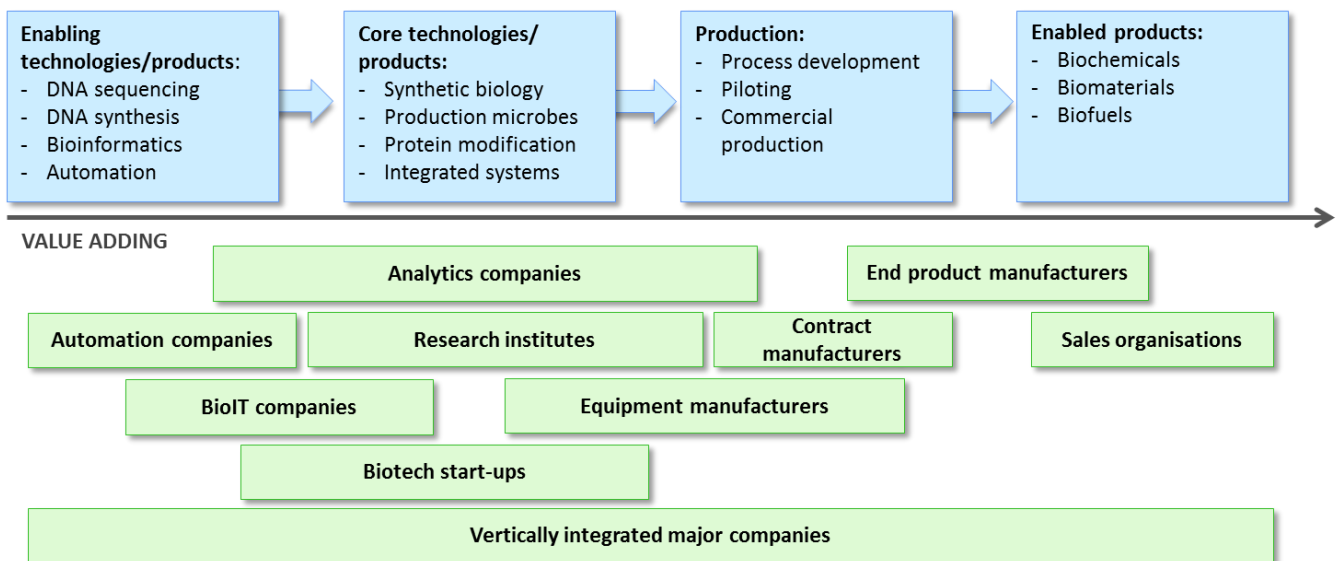 Enabling
technologies/products:
- DNA sequencing
- DNA synthesis
- Bioinformatics
- Automation
Core technologies/
products:
- Synthetic biology
- Production microbes
- Protein modification
- Integrated systems
Production:
- Process development
- Piloting
- Commercial
production
Enabled products:
- Biochemicals
- Biomaterials
- Biofuels
VALUE ADDING
Analytics companies
End product manufacturers
Automation companies
Research institutes
Contract
manufacturers
Sales organisations
BioIT companies
Equipment manufacturers
Biotech start-ups
Vertically integrated major companies